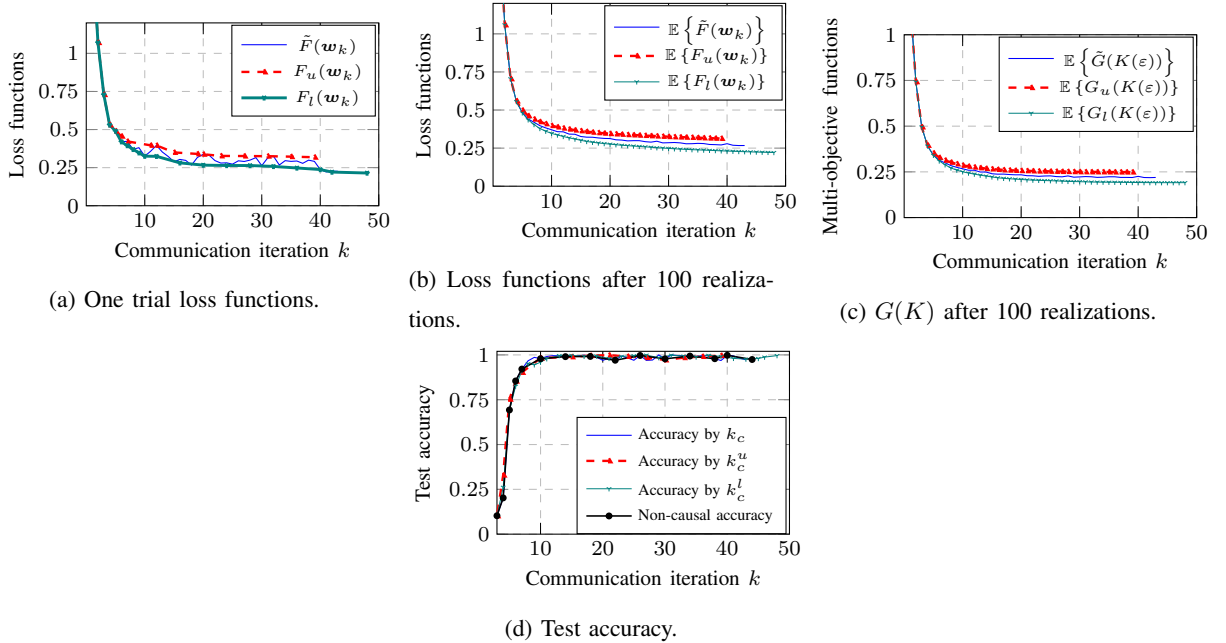 Loss functions
1
0.75
0.5
0.25
0
10 20 30 40 50
Communication iteration k
F̃(w_k)
F_u(w_k)
F_l(w_k)
(a) One trial loss functions.
Loss functions
1
0.75
0.5
0.25
0
10 20 30 40 50
Communication iteration k
𝔼 {F̃(w_k)}
𝔼 {F_u(w_k)}
𝔼 {F_l(w_k)}
(b) Loss functions after 100 realiza-
tions.
Multi-objective functions
1
0.75
0.5
0.25
0
10 20 30 40 50
Communication iteration k
𝔼 {G̃(K(ε))}
𝔼 {G_u(K(ε))}
𝔼 {G_l(K(ε))}
(c) G(K) after 100 realizations.
Test accuracy
1
0.75
0.5
0.25
0
10 20 30 40 50
Communication iteration k
Accuracy by k_c
Accuracy by k_c^u
Accuracy by k_c^l
Non-causal accuracy
(d) Test accuracy.